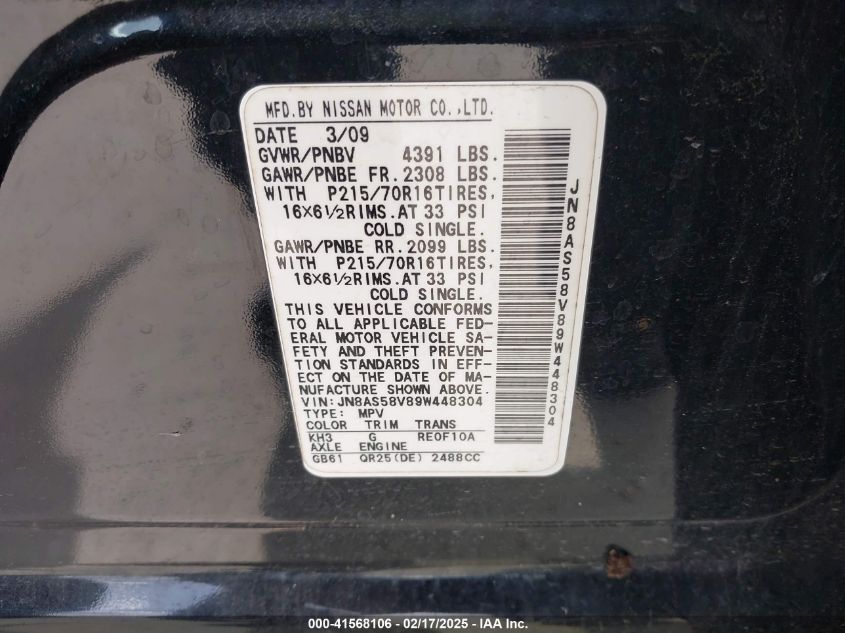 MFD.BY NISSAN MOTOR CO.,LTD.
DATE 3/09
GVWR/PNBV 4391 LBS.
GAWR/PNBE FR. 2308 LBS.
WITH P215/70R16TIRES,
16X6½RIMS.AT 33 PSI
COLD SINGLE.
GAWR/PNBE RR. 2099 LBS.
WITH P215/70R16TIRES,
16X6½RIMS.AT 33 PSI
COLD SINGLE.
THIS VEHICLE CONFORMS
TO ALL APPLICABLE FED-
ERAL MOTOR VEHICLE SA-
FETY AND THEFT PREVEN-
TION STANDARDS IN EFF-
ECT ON THE DATE OF MA-
NUFACTURE SHOWN ABOVE.
VIN:JN8AS58V89W448304
TYPE: MPV
COLOR TRIM TRANS
KH3 G RE0F10A
AXLE ENGINE
GB61 QR25(DE) 2488CC
JN8AS58V89W448304
000-41568106 - 02/17/2025 - IAA Inc.